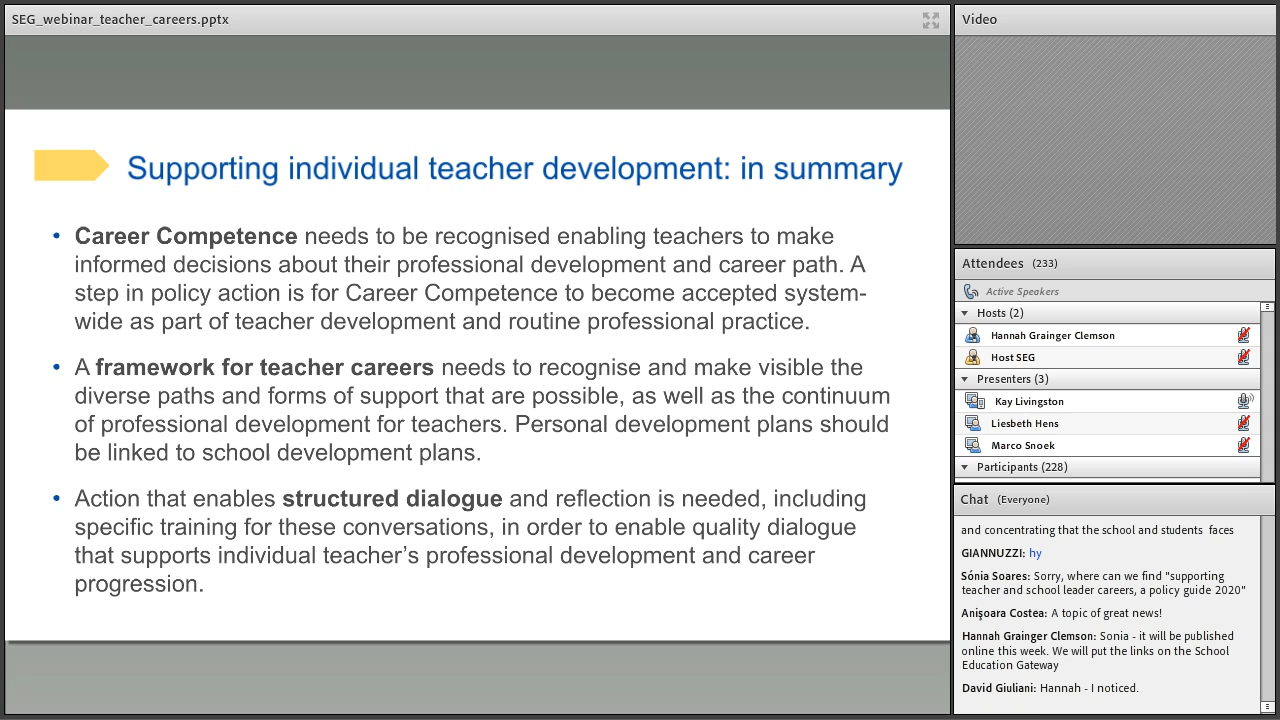 SEG_webinar_teacher_careers.pptx
Supporting individual teacher development: in summary
• Career Competence needs to be recognised enabling teachers to make
informed decisions about their professional development and career path. A
step in policy action is for Career Competence to become accepted system-
wide as part of teacher development and routine professional practice.
• A framework for teacher careers needs to recognise and make visible the
diverse paths and forms of support that are possible, as well as the continuum
of professional development for teachers. Personal development plans should
be linked to school development plans.
• Action that enables structured dialogue and reflection is needed, including
specific training for these conversations, in order to enable quality dialogue
that supports individual teacher’s professional development and career
progression.
Video
Attendees (233)
Active Speakers
Hosts (2)
Hannah Grainger Clemson
Host SEG
Presenters (3)
Kay Livingston
Liesbeth Hens
Marco Snoek
Participants (228)
Chat (Everyone)
and concentrating that the school and students faces
GIANNUZZI: hy
Sónia Soares: Sorry, where can we find "supporting
teacher and school leader careers, a policy guide 2020"
Anişoara Costea: A topic of great news!
Hannah Grainger Clemson: Sonia - it will be published
online this week. We will put the links on the School
Education Gateway
David Giuliani: Hannah - I noticed.